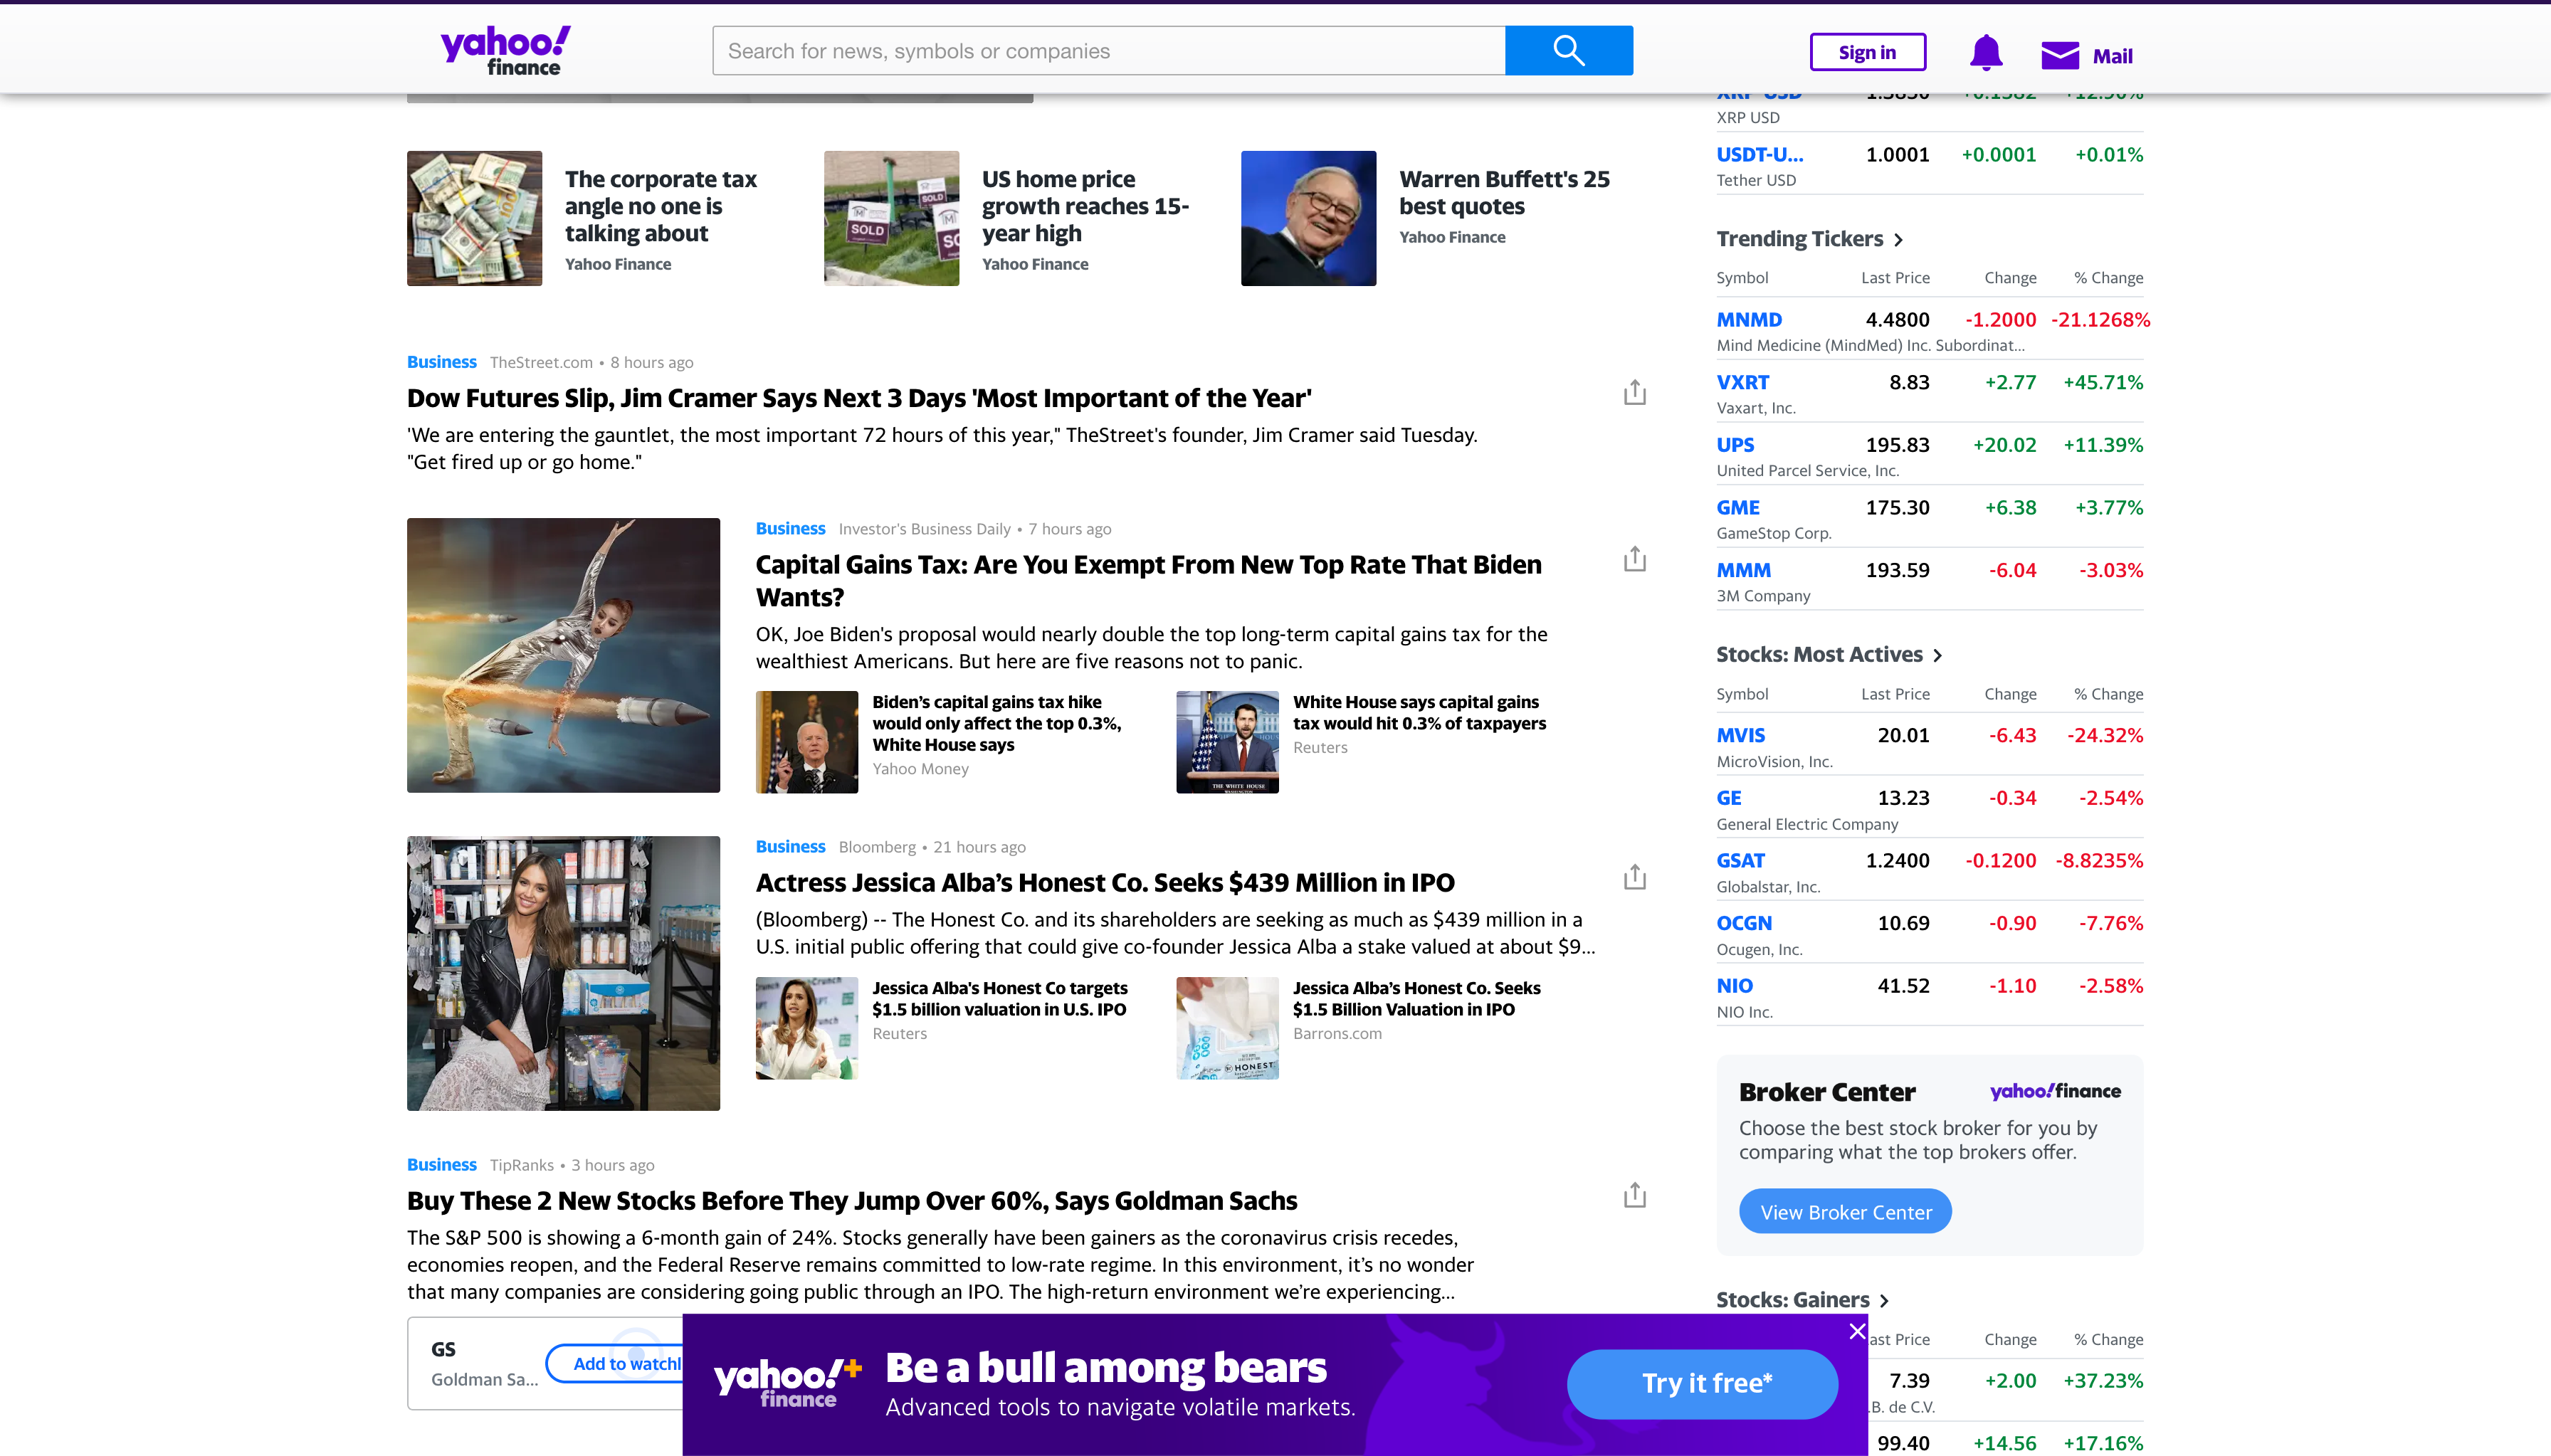 yahoo!
finance
Search for news, symbols or companies
Sign in
Mail
XRP USD
USDT-U... 1.0001 +0.0001 +0.01%
Tether USD
The corporate tax
angle no one is
talking about
Yahoo Finance
SOLD
SOLD
US home price
growth reaches 15-
year high
Yahoo Finance
Warren Buffett's 25
best quotes
Yahoo Finance
Business TheStreet.com • 8 hours ago
Dow Futures Slip, Jim Cramer Says Next 3 Days 'Most Important of the Year'
'We are entering the gauntlet, the most important 72 hours of this year," TheStreet's founder, Jim Cramer said Tuesday.
"Get fired up or go home."
Business Investor's Business Daily • 7 hours ago
Capital Gains Tax: Are You Exempt From New Top Rate That Biden
Wants?
OK, Joe Biden's proposal would nearly double the top long-term capital gains tax for the
wealthiest Americans. But here are five reasons not to panic.
Biden's capital gains tax hike
would only affect the top 0.3%,
White House says
Yahoo Money
THE WHITE HOUSE
WASHINGTON
White House says capital gains
tax would hit 0.3% of taxpayers
Reuters
Business Bloomberg • 21 hours ago
Actress Jessica Alba's Honest Co. Seeks $439 Million in IPO
(Bloomberg) -- The Honest Co. and its shareholders are seeking as much as $439 million in a
U.S. initial public offering that could give co-founder Jessica Alba a stake valued at about $9...
Jessica Alba's Honest Co targets
$1.5 billion valuation in U.S. IPO
Reuters
HONEST
Jessica Alba's Honest Co. Seeks
$1.5 Billion Valuation in IPO
Barrons.com
Business TipRanks • 3 hours ago
Buy These 2 New Stocks Before They Jump Over 60%, Says Goldman Sachs
The S&P 500 is showing a 6-month gain of 24%. Stocks generally have been gainers as the coronavirus crisis recedes,
economies reopen, and the Federal Reserve remains committed to low-rate regime. In this environment, it's no wonder
that many companies are considering going public through an IPO. The high-return environment we're experiencing...
GS
Goldman Sa...
Add to watchl
Trending Tickers
Symbol Last Price Change % Change
MNMD 4.4800 -1.2000 -21.1268%
Mind Medicine (MindMed) Inc. Subordinat...
VXRT 8.83 +2.77 +45.71%
Vaxart, Inc.
UPS 195.83 +20.02 +11.39%
United Parcel Service, Inc.
GME 175.30 +6.38 +3.77%
GameStop Corp.
MMM 193.59 -6.04 -3.03%
3M Company
Stocks: Most Actives
Symbol Last Price Change % Change
MVIS 20.01 -6.43 -24.32%
MicroVision, Inc.
GE 13.23 -0.34 -2.54%
General Electric Company
GSAT 1.2400 -0.1200 -8.8235%
Globalstar, Inc.
OCGN 10.69 -0.90 -7.76%
Ocugen, Inc.
NIO 41.52 -1.10 -2.58%
NIO Inc.
Broker Center yahoo!finance
Choose the best stock broker for you by
comparing what the top brokers offer.
View Broker Center
Stocks: Gainers
ast Price Change % Change
7.39 +2.00 +37.23%
.B. de C.V.
99.40 +14.56 +17.16%
yahoo!+
finance
Be a bull among bears
Advanced tools to navigate volatile markets.
Try it free*